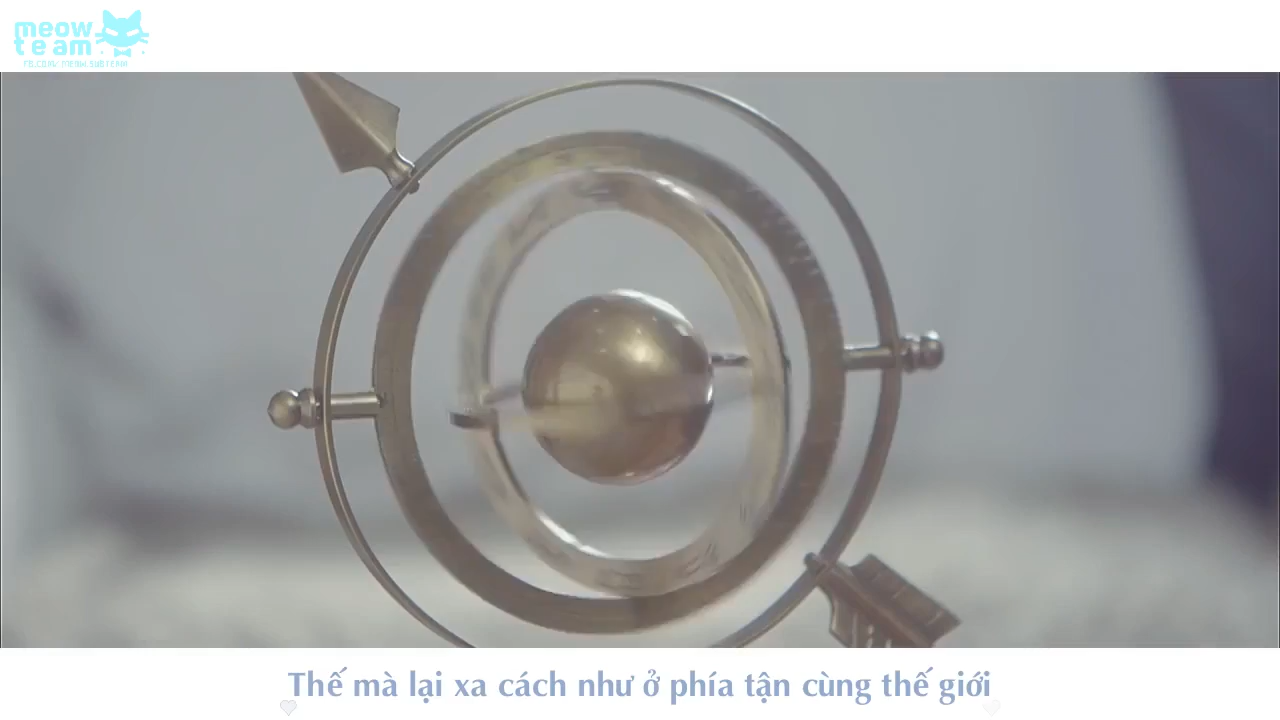 meow
team
Thế mà lại xa cách như ở phía tận cùng thế giới